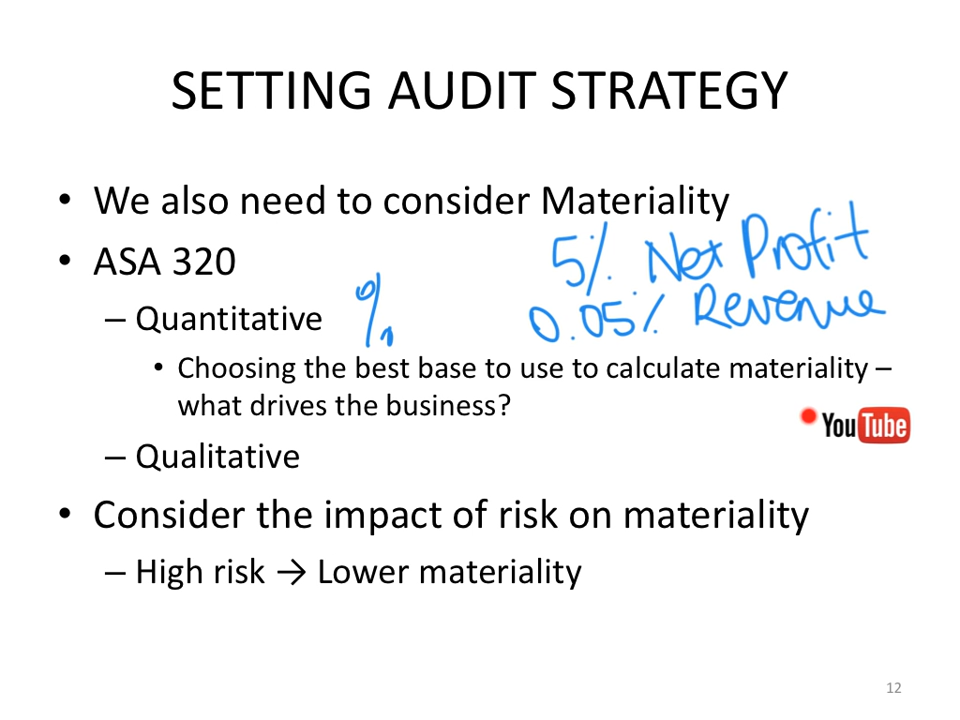 SETTING AUDIT STRATEGY
• We also need to consider Materiality
• ASA 320
5% Net Profit
– Quantitative %
0.05% Revenue
• Choosing the best base to use to calculate materiality –
what drives the business?
YouTube
– Qualitative
• Consider the impact of risk on materiality
– High risk → Lower materiality
12